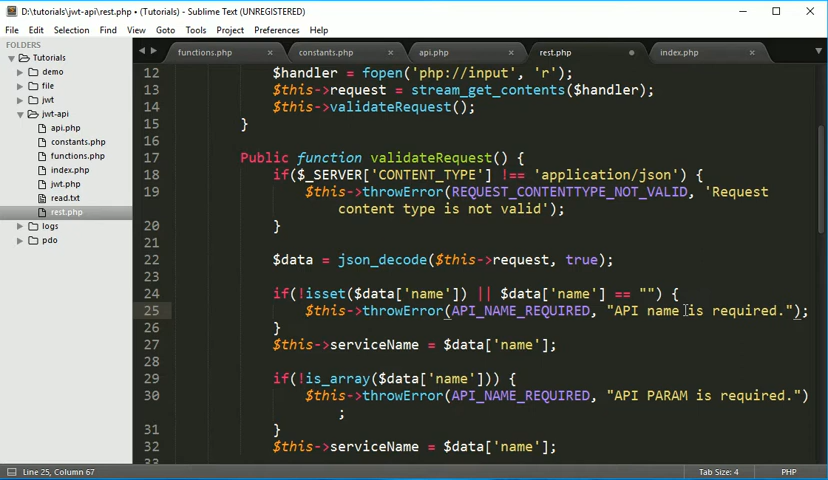 D:\tutorials\jwt-api\rest.php (Tutorials) - Sublime Text (UNREGISTERED)
File Edit Selection Find View Goto Tools Project Preferences Help
FOLDERS
Tutorials
demo
file
jwt
jwt-api
api.php
constants.php
functions.php
index.php
jwt.php
read.txt
rest.php
logs
pdo
functions.php × constants.php × api.php × rest.php index.php ×
12 $handler = fopen('php://input', 'r');
13 $this->request = stream_get_contents($handler);
14 $this->validateRequest();
15 }
16
17 Public function validateRequest() {
18 if($_SERVER['CONTENT_TYPE'] !== 'application/json') {
19 $this->throwError(REQUEST_CONTENTTYPE_NOT_VALID, 'Request
content type is not valid');
20 }
21
22 $data = json_decode($this->request, true);
23
24 if(!isset($data['name']) || $data['name'] == "") {
25 $this->throwError(API_NAME_REQUIRED, "API name is required.");
26 }
27 $this->serviceName = $data['name'];
28
29 if(!is_array($data['name'])) {
30 $this->throwError(API_NAME_REQUIRED, "API PARAM is required.")
;
31 }
32 $this->serviceName = $data['name'];
Line 25, Column 67 Tab Size: 4 PHP